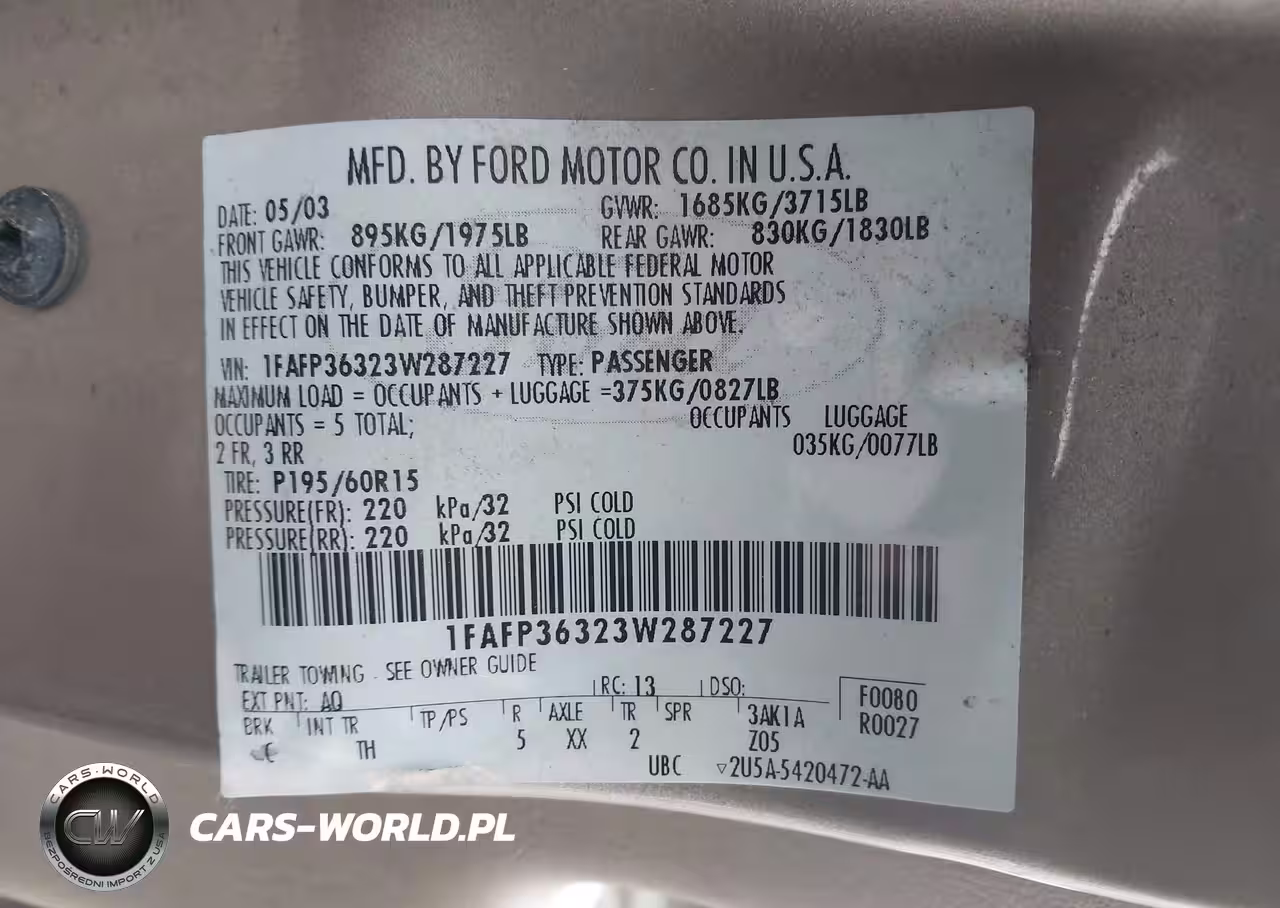 MFD. BY FORD MOTOR CO. IN U.S.A.
DATE: 05/03 GVWR: 1685KG/3715LB
FRONT GAWR: 895KG/1975LB REAR GAWR: 830KG/1830LB
THIS VEHICLE CONFORMS TO ALL APPLICABLE FEDERAL MOTOR
VEHICLE SAFETY, BUMPER, AND THEFT PREVENTION STANDARDS
IN EFFECT ON THE DATE OF MANUFACTURE SHOWN ABOVE.
VIN: 1FAFP36323W287227 TYPE: PASSENGER
MAXIMUM LOAD = OCCUPANTS + LUGGAGE =375KG/0827LB
OCCUPANTS = 5 TOTAL; OCCUPANTS LUGGAGE
2 FR, 3 RR 035KG/0077LB
TIRE: P195/60R15
PRESSURE(FR): 220 kPa/32 PSI COLD
PRESSURE(RR): 220 kPa/32 PSI COLD
1FAFP36323W287227
TRAILER TOWING - SEE OWNER GUIDE
EXT PNT: AQ RC: 13 DSO: F0080
BRK INT TR TP/PS R AXLE TR SPR 3AK1A R0027
TH 5 XX 2 Z05
UBC ▽2U5A-5420472-AA
CARS-WORLD
CW
BEZPOŚREDNI IMPORT Z USA
CARS-WORLD.PL